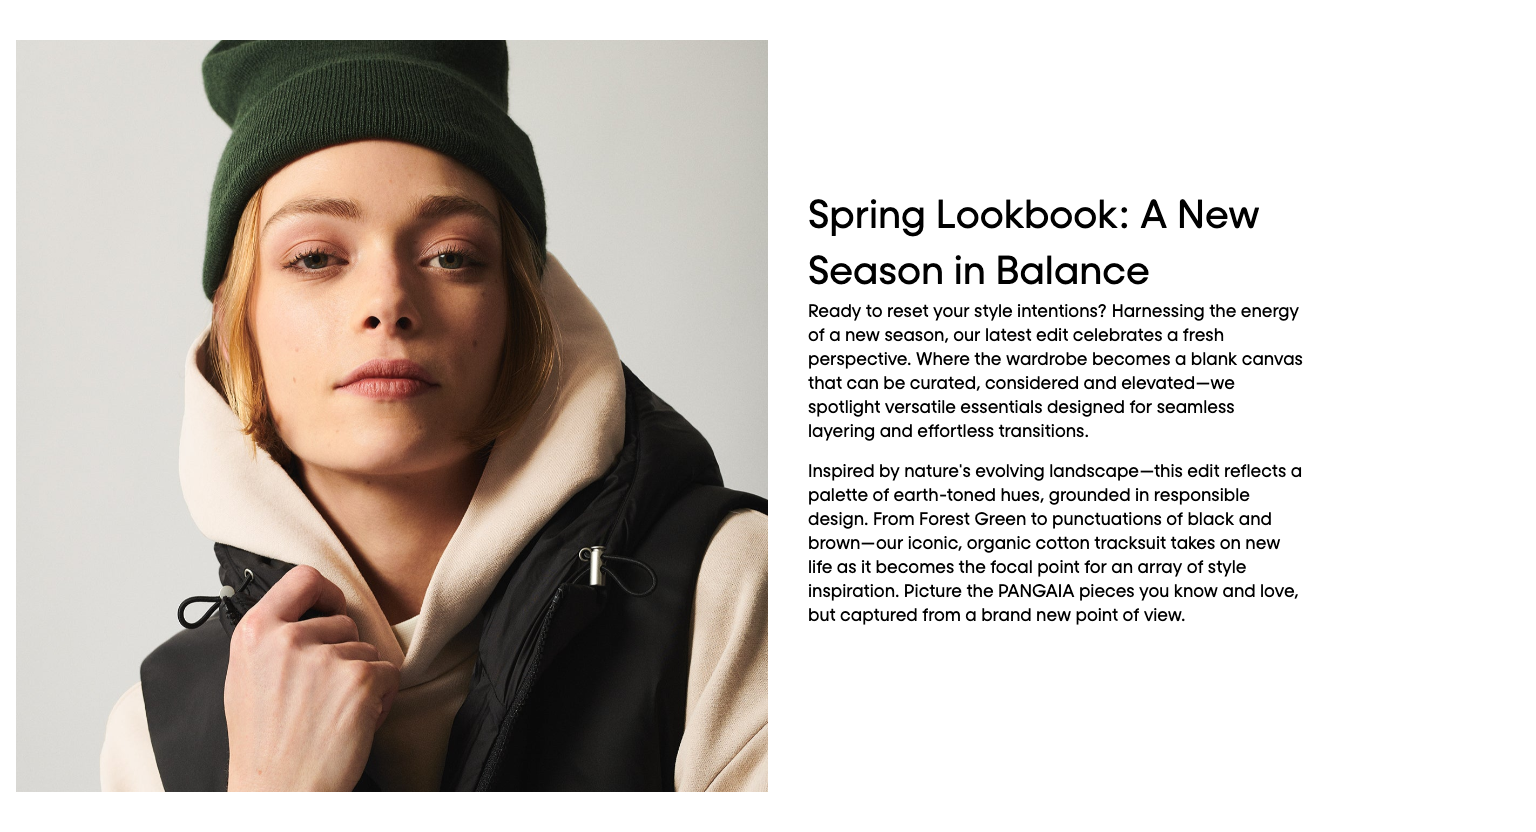 Spring Lookbook: A New
Season in Balance
Ready to reset your style intentions? Harnessing the energy
of a new season, our latest edit celebrates a fresh
perspective. Where the wardrobe becomes a blank canvas
that can be curated, considered and elevated—we
spotlight versatile essentials designed for seamless
layering and effortless transitions.
Inspired by nature's evolving landscape—this edit reflects a
palette of earth-toned hues, grounded in responsible
design. From Forest Green to punctuations of black and
brown—our iconic, organic cotton tracksuit takes on new
life as it becomes the focal point for an array of style
inspiration. Picture the PANGAIA pieces you know and love,
but captured from a brand new point of view.